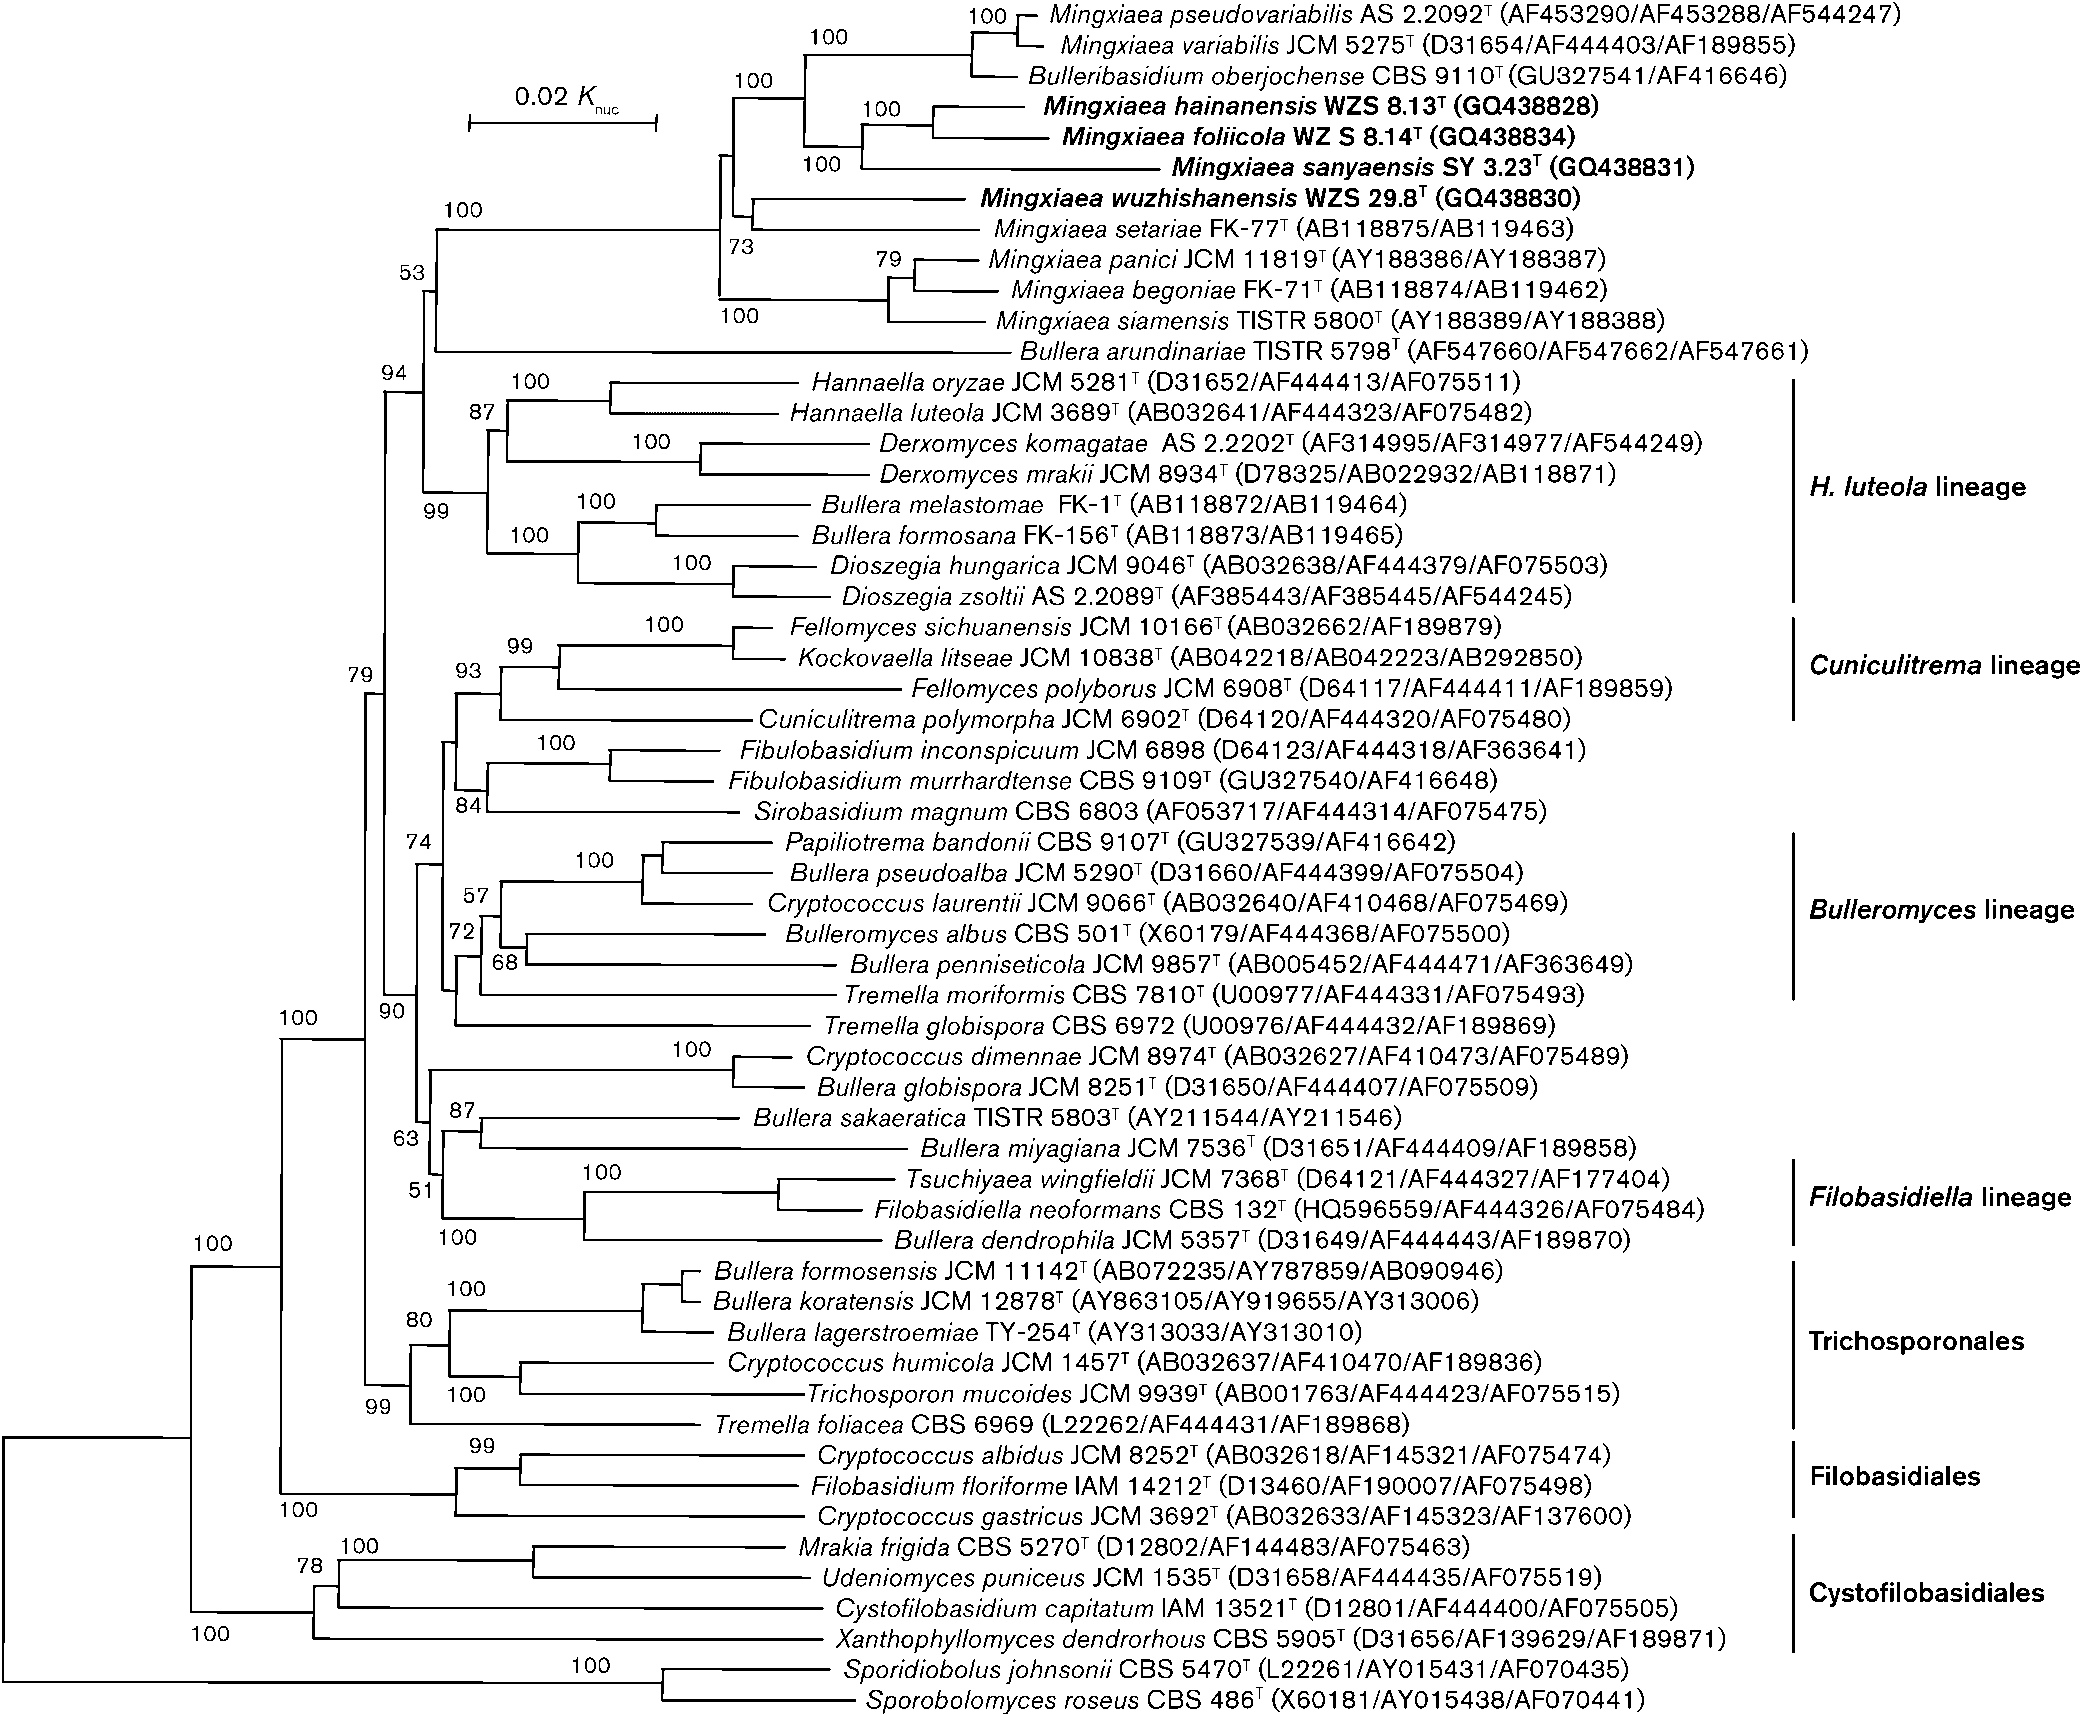 100
Mingxiaea pseudovariabilis AS 2.2092ᵀ (AF453290/AF453288/AF544247)
100
Mingxiaea variabilis JCM 5275ᵀ (D31654/AF444403/AF189855)
Bulleribasidium oberjochense CBS 9110ᵀ (GU327541/AF416646)
100
0.02 Knuc
100
Mingxiaea hainanensis WZS 8.13ᵀ (GQ438828)
Mingxiaea foliicola WZ S 8.14ᵀ (GQ438834)
100
Mingxiaea sanyaensis SY 3.23ᵀ (GQ438831)
Mingxiaea wuzhishanensis WZS 29.8ᵀ (GQ438830)
100
Mingxiaea setariae FK-77ᵀ (AB118875/AB119463)
73
79
Mingxiaea panici JCM 11819ᵀ (AY188386/AY188387)
53
Mingxiaea begoniae FK-71ᵀ (AB118874/AB119462)
100
Mingxiaea siamensis TISTR 5800ᵀ (AY188389/AY188388)
Bullera arundinariae TISTR 5798ᵀ (AF547660/AF547662/AF547661)
94
100
Hannaella oryzae JCM 5281ᵀ (D31652/AF444413/AF075511)
87
Hannaella luteola JCM 3689ᵀ (AB032641/AF444323/AF075482)
100
Derxomyces komagatae AS 2.2202ᵀ (AF314995/AF314977/AF544249)
Derxomyces mrakii JCM 8934ᵀ (D78325/AB022932/AB118871)
H. luteola lineage
99
100
Bullera melastomae FK-1ᵀ (AB118872/AB119464)
100
Bullera formosana FK-156ᵀ (AB118873/AB119465)
100
Dioszegia hungarica JCM 9046ᵀ (AB032638/AF444379/AF075503)
Dioszegia zsoltii AS 2.2089ᵀ (AF385443/AF385445/AF544245)
100
Fellomyces sichuanensis JCM 10166ᵀ (AB032662/AF189879)
99
Kockovaella litseae JCM 10838ᵀ (AB042218/AB042223/AB292850)
Cuniculitrema lineage
79
93
Fellomyces polyborus JCM 6908ᵀ (D64117/AF444411/AF189859)
Cuniculitrema polymorpha JCM 6902ᵀ (D64120/AF444320/AF075480)
100
Fibulobasidium inconspicuum JCM 6898 (D64123/AF444318/AF363641)
Fibulobasidium murrhardtense CBS 9109ᵀ (GU327540/AF416648)
84
Sirobasidium magnum CBS 6803 (AF053717/AF444314/AF075475)
74
Papiliotrema bandonii CBS 9107ᵀ (GU327539/AF416642)
100
Bullera pseudoalba JCM 5290ᵀ (D31660/AF444399/AF075504)
57
Cryptococcus laurentii JCM 9066ᵀ (AB032640/AF410468/AF075469)
Bulleromyces lineage
72
Bulleromyces albus CBS 501ᵀ (X60179/AF444368/AF075500)
68
Bullera penniseticola JCM 9857ᵀ (AB005452/AF444471/AF363649)
Tremella moriformis CBS 7810ᵀ (U00977/AF444331/AF075493)
90
100
Tremella globispora CBS 6972 (U00976/AF444432/AF189869)
100
Cryptococcus dimennae JCM 8974ᵀ (AB032627/AF410473/AF075489)
Bullera globispora JCM 8251ᵀ (D31650/AF444407/AF075509)
87
Bullera sakaeratica TISTR 5803ᵀ (AY211544/AY211546)
63
Bullera miyagiana JCM 7536ᵀ (D31651/AF444409/AF189858)
100
Tsuchiyaea wingfieldii JCM 7368ᵀ (D64121/AF444327/AF177404)
51
Filobasidiella lineage
Filobasidiella neoformans CBS 132ᵀ (HQ596559/AF444326/AF075484)
100
100
Bullera dendrophila JCM 5357ᵀ (D31649/AF444443/AF189870)
Bullera formosensis JCM 11142ᵀ (AB072235/AY787859/AB090946)
100
Bullera koratensis JCM 12878ᵀ (AY863105/AY919655/AY313006)
80
Bullera lagerstroemiae TY-254ᵀ (AY313033/AY313010)
Trichosporonales
Cryptococcus humicola JCM 1457ᵀ (AB032637/AF410470/AF189836)
100
Trichosporon mucoides JCM 9939ᵀ (AB001763/AF444423/AF075515)
99
Tremella foliacea CBS 6969 (L22262/AF444431/AF189868)
99
Cryptococcus albidus JCM 8252ᵀ (AB032618/AF145321/AF075474)
Filobasidiales
Filobasidium floriforme IAM 14212ᵀ (D13460/AF190007/AF075498)
100
Cryptococcus gastricus JCM 3692ᵀ (AB032633/AF145323/AF137600)
100
Mrakia frigida CBS 5270ᵀ (D12802/AF144483/AF075463)
78
Udeniomyces puniceus JCM 1535ᵀ (D31658/AF444435/AF075519)
Cystofilobasidiales
Cystofilobasidium capitatum IAM 13521ᵀ (D12801/AF444400/AF075505)
100
Xanthophyllomyces dendrorhous CBS 5905ᵀ (D31656/AF139629/AF189871)
100
Sporidiobolus johnsonii CBS 5470ᵀ (L22261/AY015431/AF070435)
Sporobolomyces roseus CBS 486ᵀ (X60181/AY015438/AF070441)